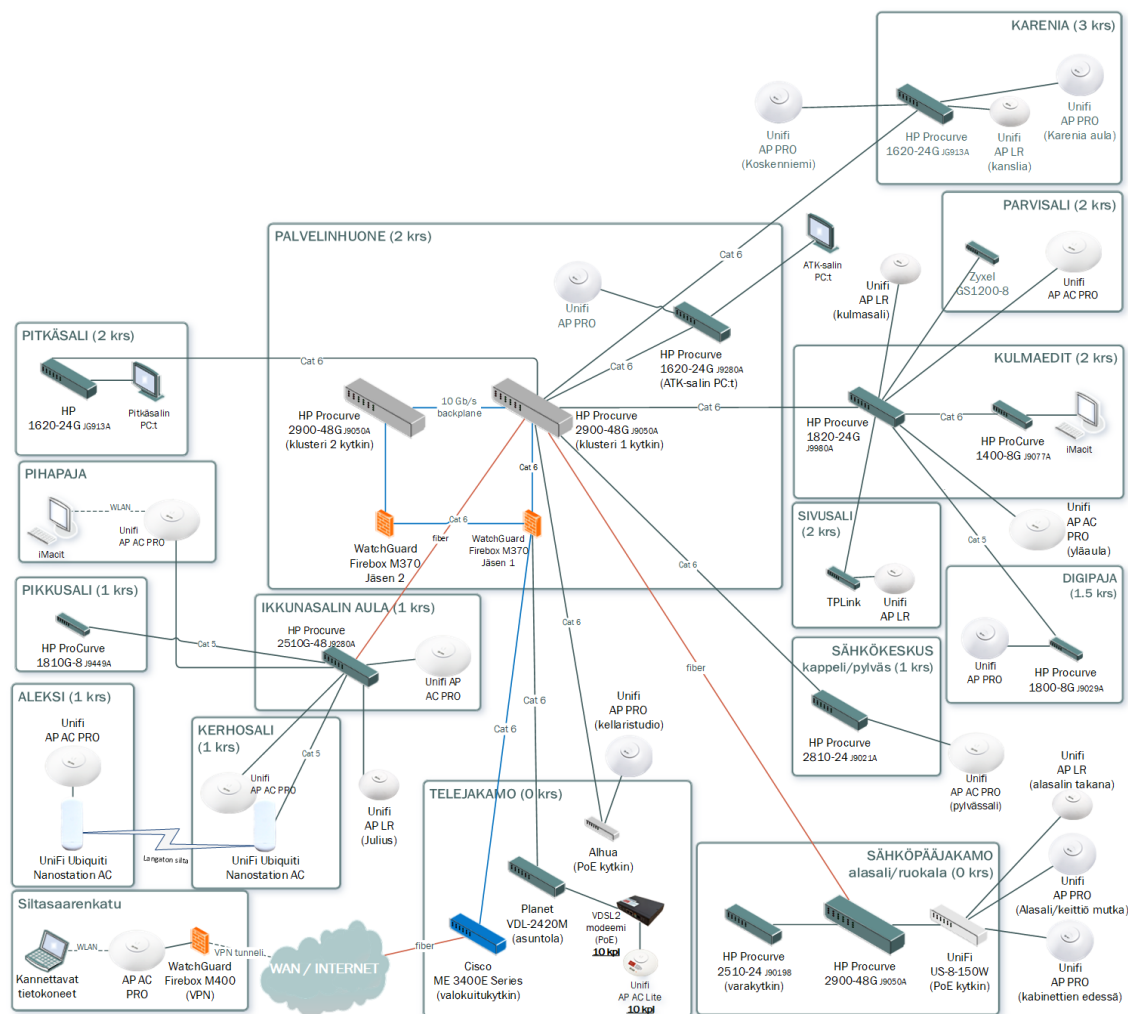 KARENIA (3 krs)
Unifi
AP PRO
(Koskenniemi)
HP Procurve
1620-24G JG913A
Unifi
AP LR
(kanslia)
Unifi
AP PRO
(Karenia aula)
PARVISALI (2 krs)
Zyxel
GS1200-8
Unifi
AP AC PRO
ATK-salin
PC:t
Unifi
AP LR
(kulmasali)
Cat 6
Cat 6
PALVELINHUONE (2 krs)
Unifi
AP PRO
HP Procurve
1620-24G J9280A
(ATK-salin PC:t)
Cat 6
HP Procurve
2900-48G J9050A
(klusteri 2 kytkin)
10 Gb/s
backplane
HP Procurve
2900-48G J9050A
(klusteri 1 kytkin)
Cat 6
Cat 6
WatchGuard
Firebox M370
Jäsen 2
WatchGuard
Firebox M370
Jäsen 1
fiber
Cat 6
PITKÄSALI (2 krs)
HP
1620-24G JG913A
Pitkäsalin
PC:t
Cat 6
KULMAEDIT (2 krs)
HP Procurve
1820-24G
J9980A
Cat 6
HP ProCurve
1400-8G J9077A
iMacit
Unifi
AP AC
PRO
(yläaula)
Cat 5
PIHAPAJA
iMacit
WLAN
Unifi
AP AC PRO
SIVUSALI
(2 krs)
TPLink
Unifi
AP LR
DIGIPAJA
(1.5 krs)
Unifi
AP PRO
HP Procurve
1800-8G J9029A
PIKKUSALI (1 krs)
HP ProCurve
1810G-8 J9449A
Cat 5
IKKUNASALIN AULA (1 krs)
HP Procurve
2510G-48 J9280A
Unifi AP
AC PRO
Cat 6
Cat 6
fiber
Cat 6
SÄHKÖKESKUS
kappeli/pylväs (1 krs)
HP Procurve
2810-24 J9021A
Unifi
AP AC PRO
(pylvässali)
ALEKSI (1 krs)
Unifi
AP AC PRO
UniFi Ubiquiti
Nanostation AC
Langaton silta
KERHOSALI
(1 krs)
Cat 5
Unifi
AP AC PRO
UniFi Ubiquiti
Nanostation AC
Unifi
AP LR
(Julius)
Unifi
AP PRO
(kellaristudio)
TELEJAKAMO (0 krs)
Alhua
(PoE kytkin)
Planet
VDL-2420M
(asuntola)
VDSL2
modeemi
(PoE)
10 kpl
Unifi
AP AC Lite
10 kpl
Cisco
ME 3400E Series
(valokuitukytkin)
Unifi
AP LR
(alasalin takana)
SÄHKÖPÄÄJAKAMO
alasali/ruokala (0 krs)
HP Procurve
2510-24 J9019B
(varakytkin)
HP Procurve
2900-48G J9050A
UniFi
US-8-150W
(PoE kytkin)
Unifi
AP PRO
(Alasali/keittiö mutka)
Unifi
AP PRO
(kabinettien edessä)
Siltasaarenkatu
Kannettavat
tietokoneet
WLAN
AP AC
PRO
WatchGuard
Firebox M400
(VPN)
VPN tunneli
WAN / INTERNET
fiber